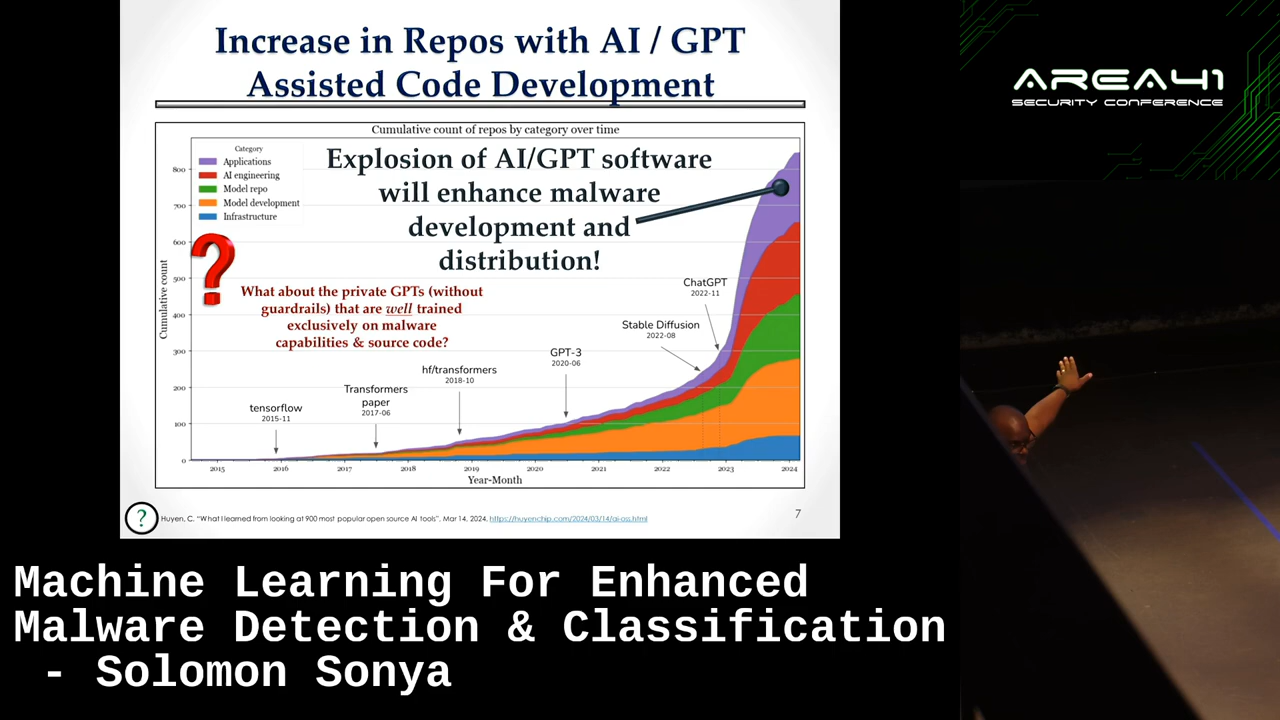 Increase in Repos with AI / GPT
Assisted Code Development
Cumulative count of repos by category over time
Category
Applications
AI engineering
Model repo
Model development
Infrastructure
Explosion of AI/GPT software
will enhance malware
development and
distribution!
?
What about the private GPTs (without
guardrails) that are well trained
exclusively on malware
capabilities & source code?
Cumulative count
800
700
600
500
400
300
200
100
0
tensorflow
2015-11
Transformers
paper
2017-06
hf/transformers
2018-10
GPT-3
2020-06
Stable Diffusion
2022-08
ChatGPT
2022-11
2015
2016
2017
2018
2019
2020
2021
2022
2023
2024
Year-Month
?
Huyen, C. "What I learned from looking at 900 most popular open source AI tools". Mar 14, 2024, https://huyenchip.com/2024/03/14/ai-oss.html
7
AREA41
SECURITY CONFERENCE
Machine Learning For Enhanced
Malware Detection & Classification
- Solomon Sonya